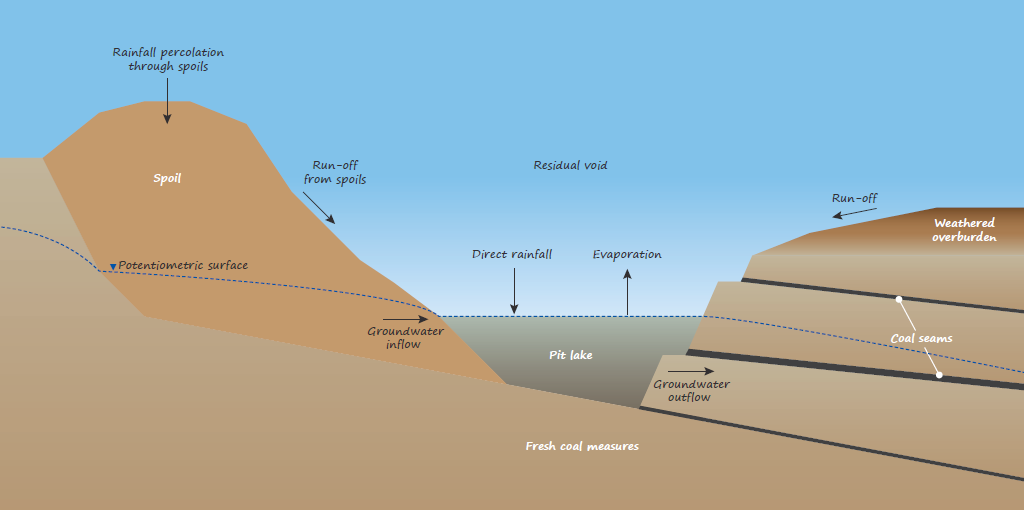 Rainfall percolation
through spoils
Spoil
Run-off
from spoils
Residual void
Run-off
Weathered
overburden
Potentiometric surface
Direct rainfall
Evaporation
Groundwater
inflow
Pit lake
Coal seams
Groundwater
outflow
Fresh coal measures